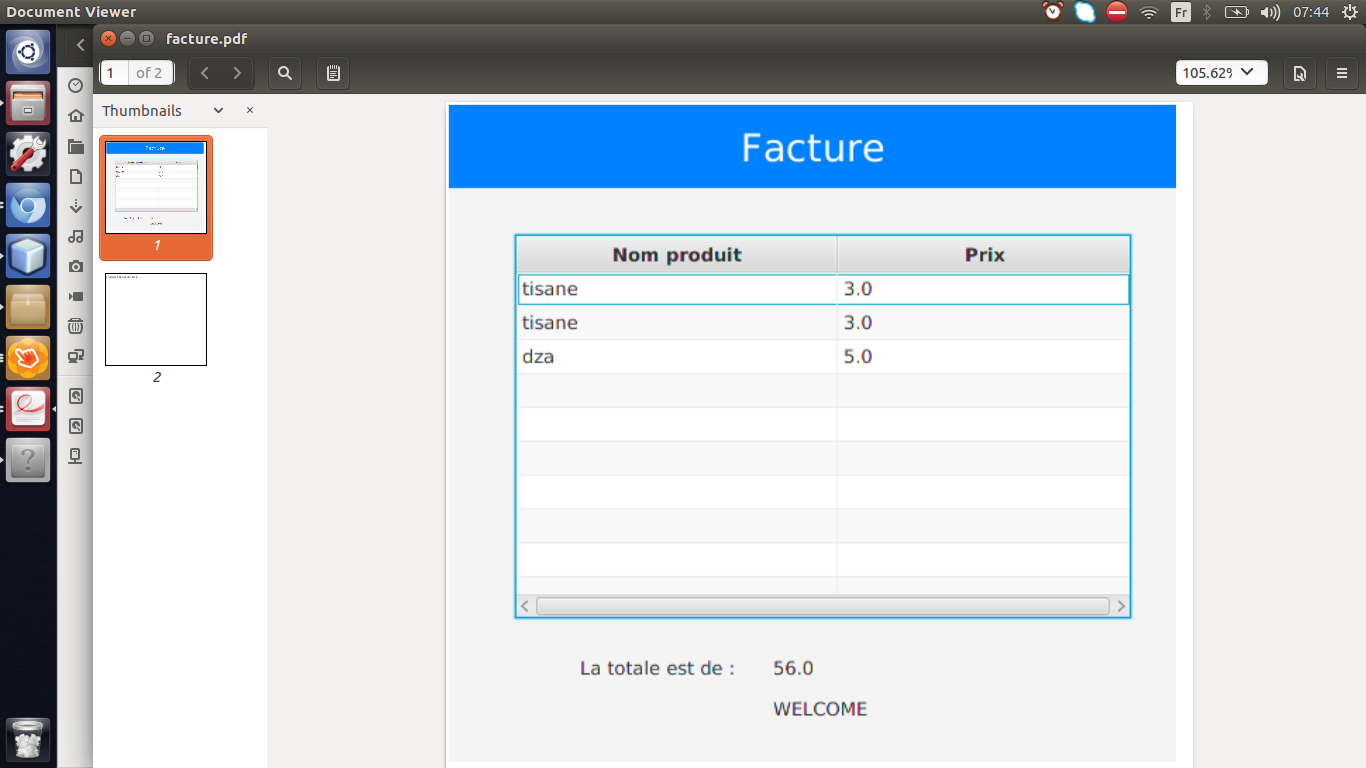 Document Viewer
Fr
07:44
facture.pdf
1 of 2
105.62%
Thumbnails
Facture
1
2
Nom produit Prix
tisane 3.0
tisane 3.0
dza 5.0
La totale est de : 56.0
WELCOME